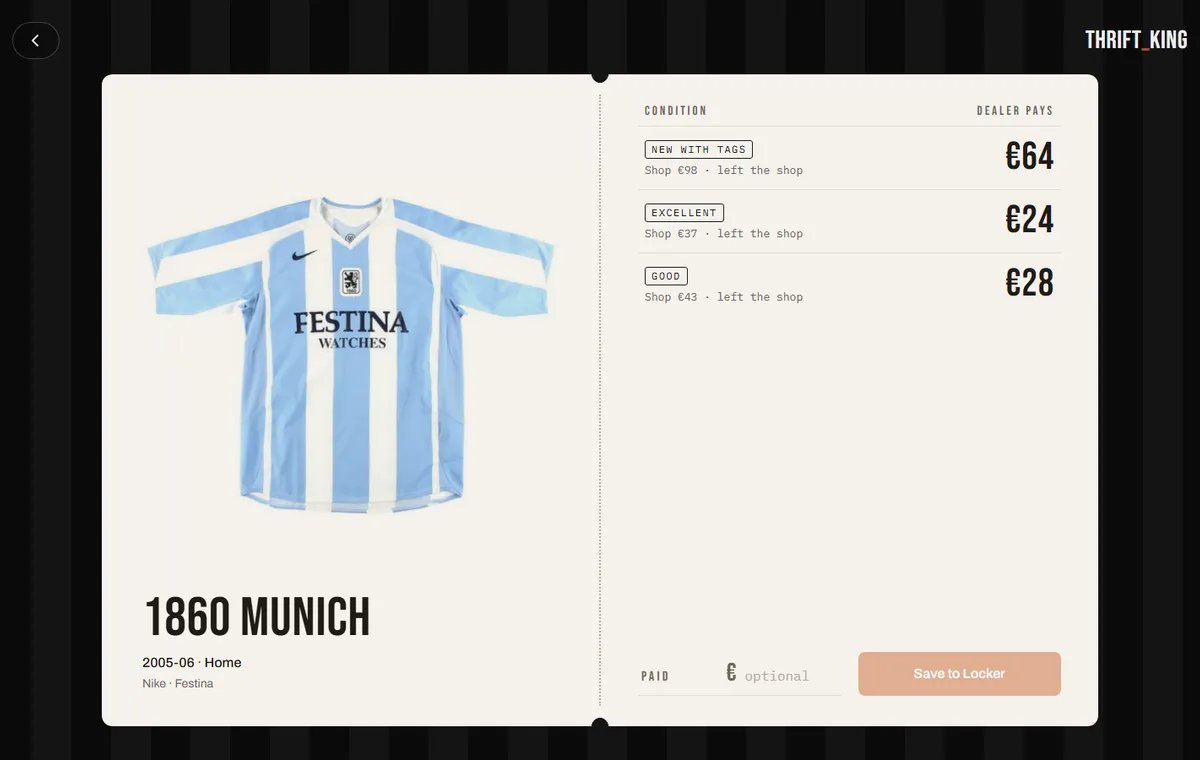 THRIFT_KING
FESTINA
WATCHES
1860 MUNICH
2005-06 · Home
Nike · Festina
CONDITION DEALER PAYS
NEW WITH TAGS €64
Shop €98 · left the shop
EXCELLENT €24
Shop €37 · left the shop
GOOD €28
Shop €43 · left the shop
PAID € optional Save to Locker